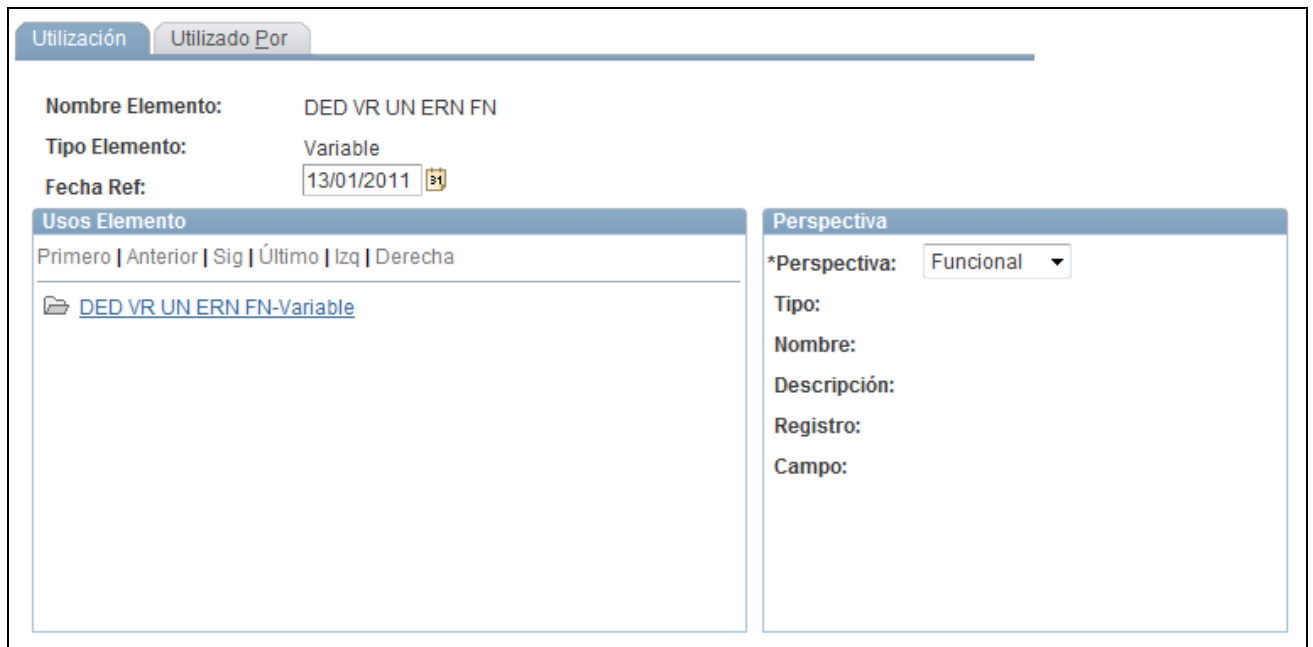 Utilización Utilizado Por
Nombre Elemento: DED VR UN ERN FN
Tipo Elemento: Variable
Fecha Ref: 13/01/2011 31
Usos Elemento
Primero | Anterior | Sig | Último | Izq | Derecha
DED VR UN ERN FN-Variable
Perspectiva
*Perspectiva: Funcional
Tipo:
Nombre:
Descripción:
Registro:
Campo: